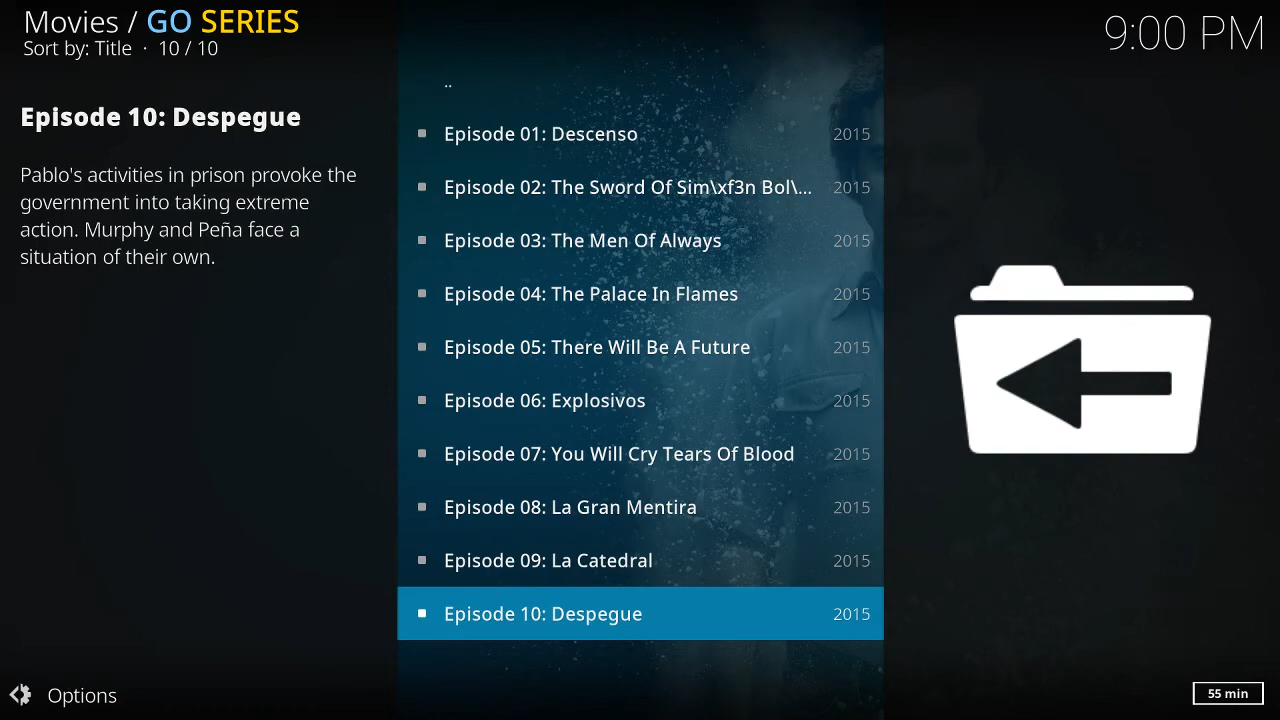 Movies / GO SERIES
Sort by: Title · 10 / 10
9:00 PM
Episode 10: Despegue
Pablo's activities in prison provoke the
government into taking extreme
action. Murphy and Peña face a
situation of their own.
..
Episode 01: Descenso 2015
Episode 02: The Sword Of Sim\xf3n Bol\... 2015
Episode 03: The Men Of Always 2015
Episode 04: The Palace In Flames 2015
Episode 05: There Will Be A Future 2015
Episode 06: Explosivos 2015
Episode 07: You Will Cry Tears Of Blood 2015
Episode 08: La Gran Mentira 2015
Episode 09: La Catedral 2015
Episode 10: Despegue 2015
Options
55 min